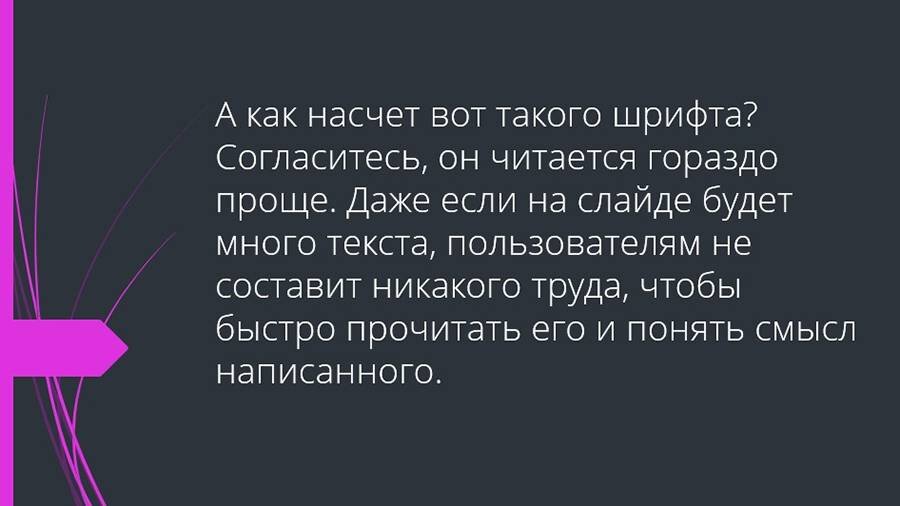 А как насчет вот такого шрифта?
Согласитесь, он читается гораздо
проще. Даже если на слайде будет
много текста, пользователям не
составит никакого труда, чтобы
быстро прочитать его и понять смысл
написанного.